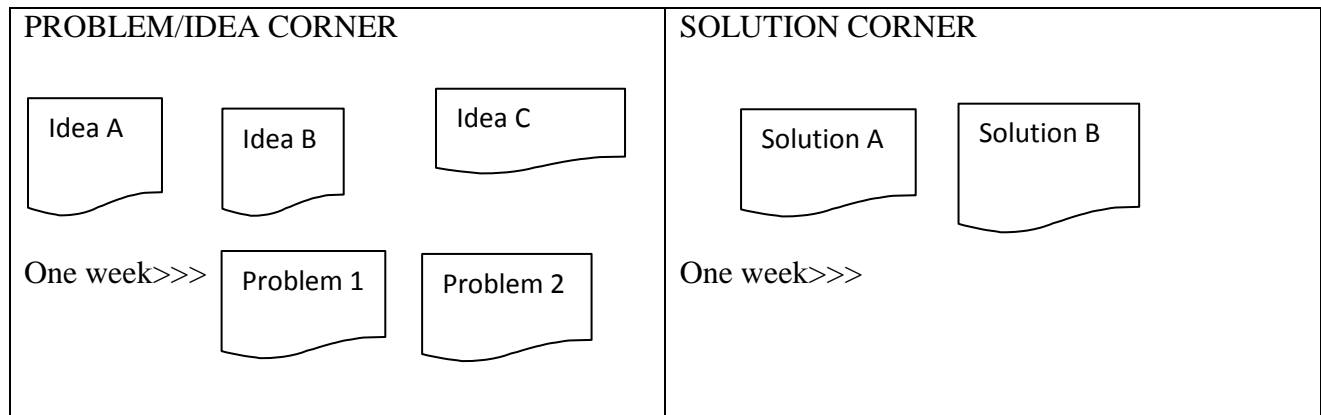 PROBLEM/IDEA CORNER
Idea A
Idea B
Idea C
One week>>>
Problem 1
Problem 2
SOLUTION CORNER
Solution A
Solution B
One week>>>